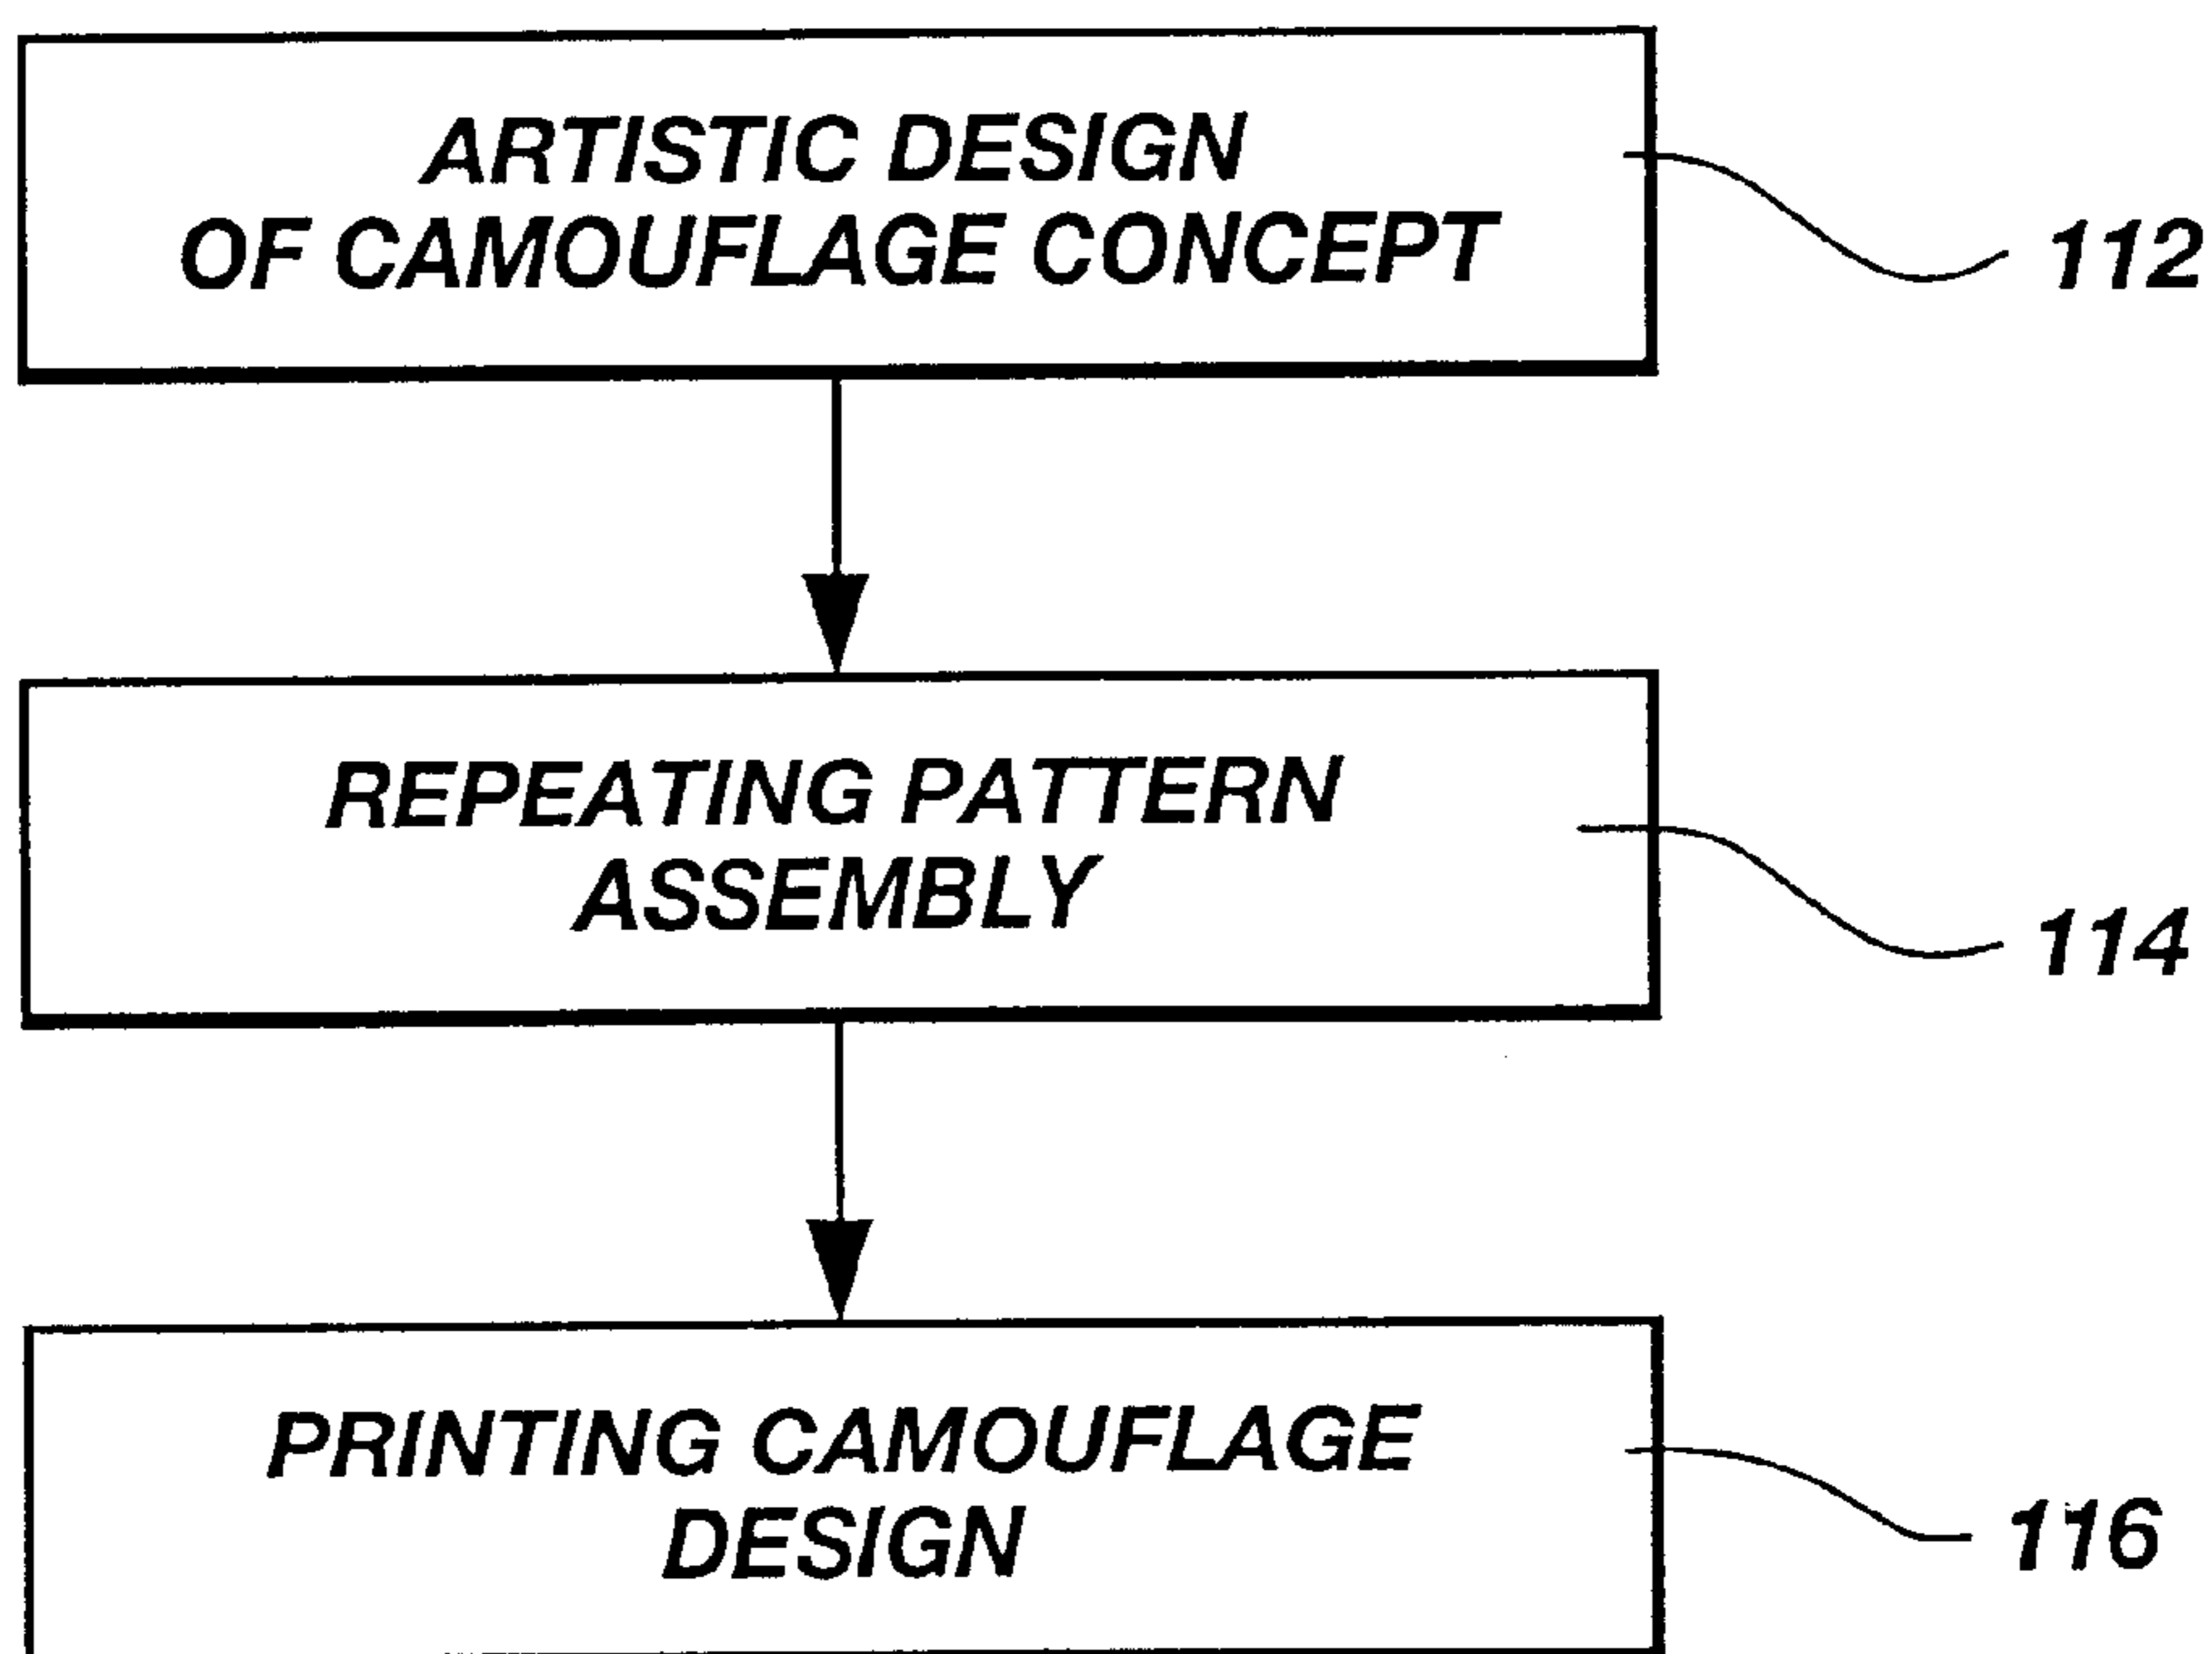 ARTISTIC DESIGN
OF CAMOUFLAGE CONCEPT
112
REPEATING PATTERN
ASSEMBLY
114
PRINTING CAMOUFLAGE
DESIGN
116